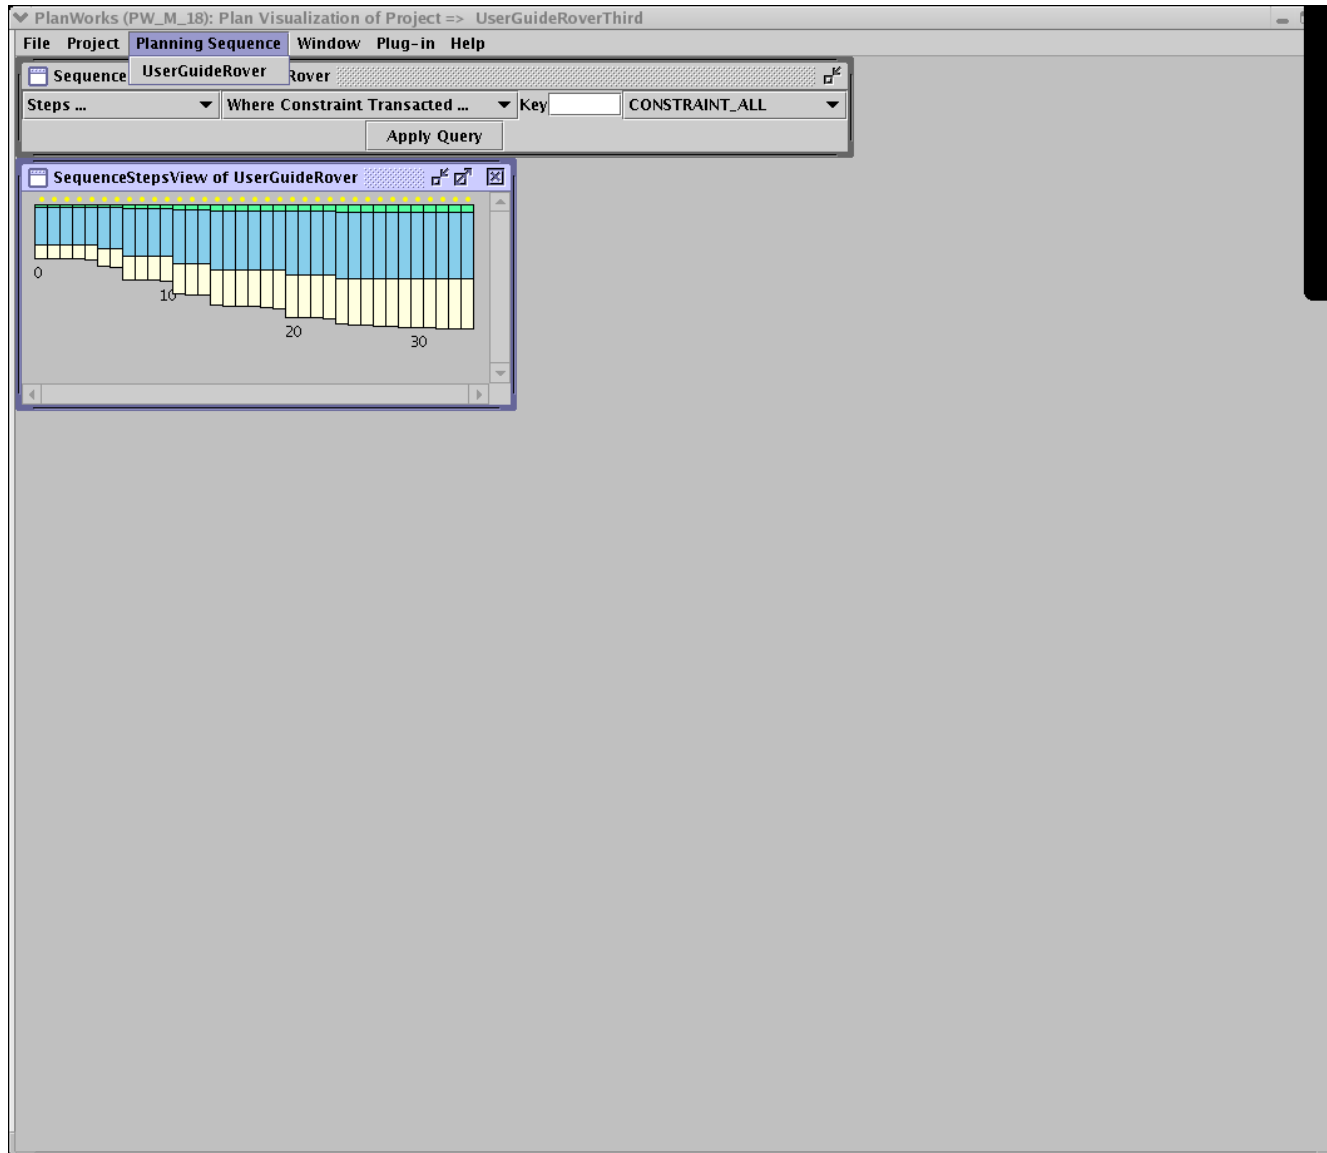 PlanWorks (PW_M_18): Plan Visualization of Project => UserGuideRoverThird
File Project Planning Sequence Window Plug-in Help
UserGuideRover
Sequence Rover
Steps ... Where Constraint Transacted ... Key CONSTRAINT_ALL
Apply Query
SequenceStepsView of UserGuideRover
0
10
20
30